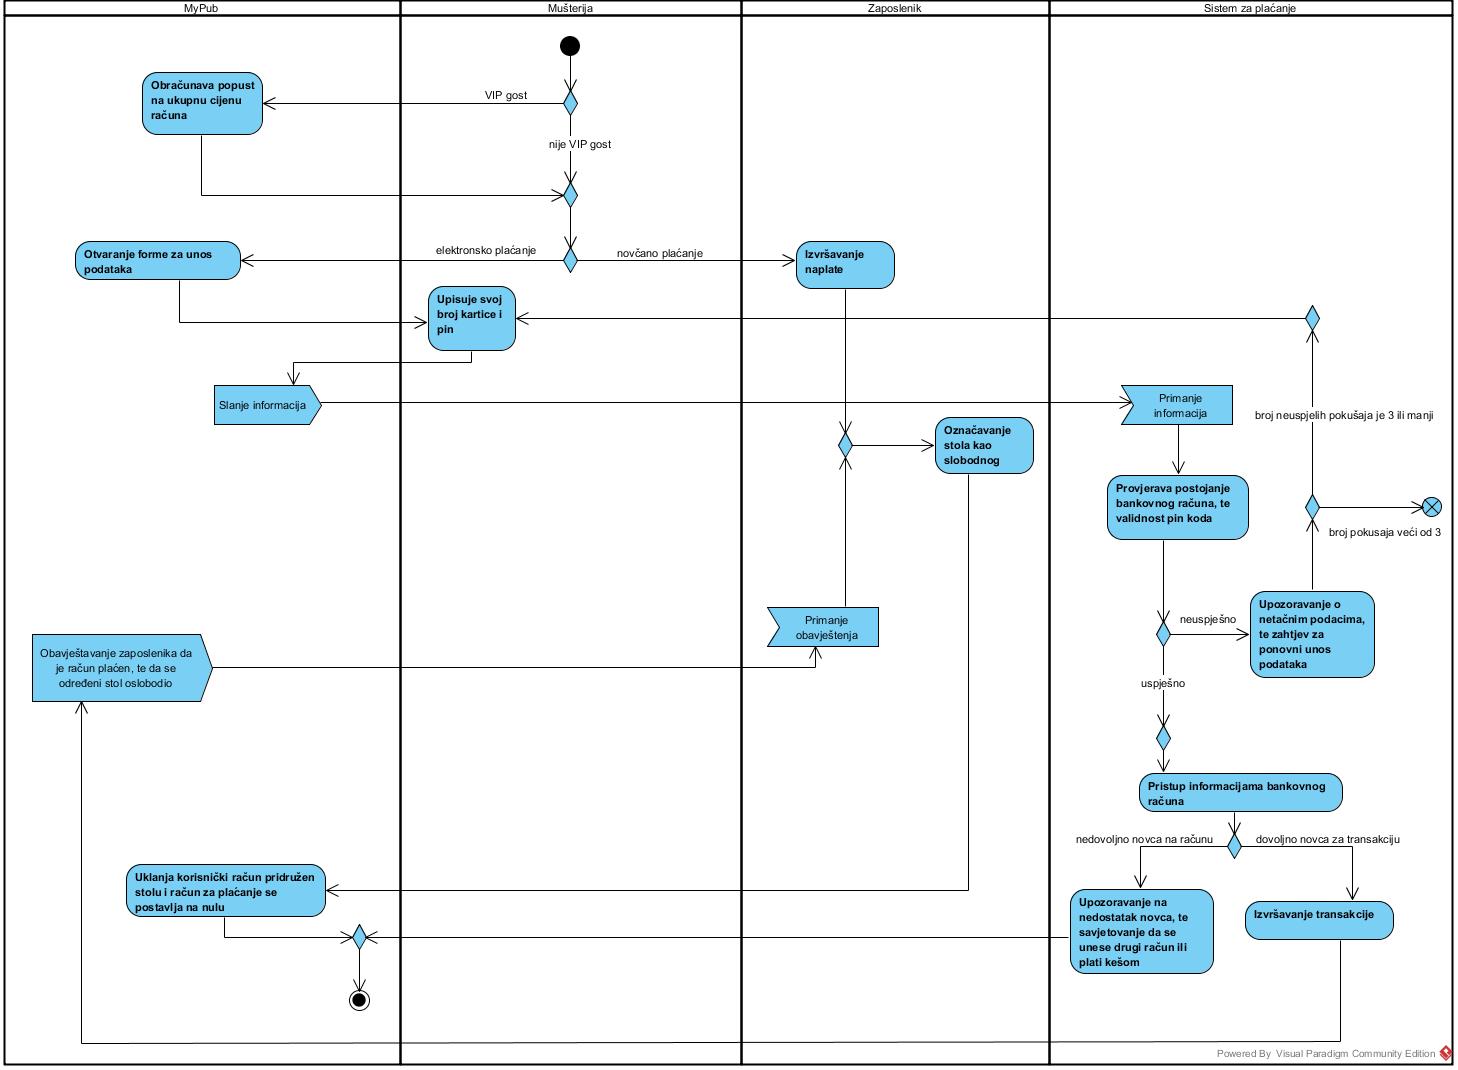 MyPub
Mušterija
Zaposlenik
Sistem za plaćanje
Obračunava popust
na ukupnu cijenu
računa
VIP gost
nije VIP gost
Otvaranje forme za unos
podataka
elektronsko plaćanje
novčano plaćanje
Izvršavanje
naplate
Upisuje svoj
broj kartice i
pin
Slanje informacija
Primanje
informacija
broj neuspjelih pokušaja je 3 ili manji
Označavanje
stola kao
slobodnog
Provjerava postojanje
bankovnog računa, te
validnost pin koda
broj pokusaja veći od 3
Primanje
obavještenja
neuspješno
Upozoravanje o
netačnim podacima,
te zahtjev za
ponovni unos
podataka
Obavještavanje zaposlenika da
je račun plaćen, te da se
određeni stol oslobodio
uspješno
Pristup informacijama bankovnog
računa
nedovoljno novca na računu
dovoljno novca za transakciju
Uklanja korisnički račun pridružen
stolu i račun za plaćanje se
postavlja na nulu
Upozoravanje na
nedostatak novca, te
savjetovanje da se
unese drugi račun ili
plati kešom
Izvršavanje transakcije
Powered By Visual Paradigm Community Edition